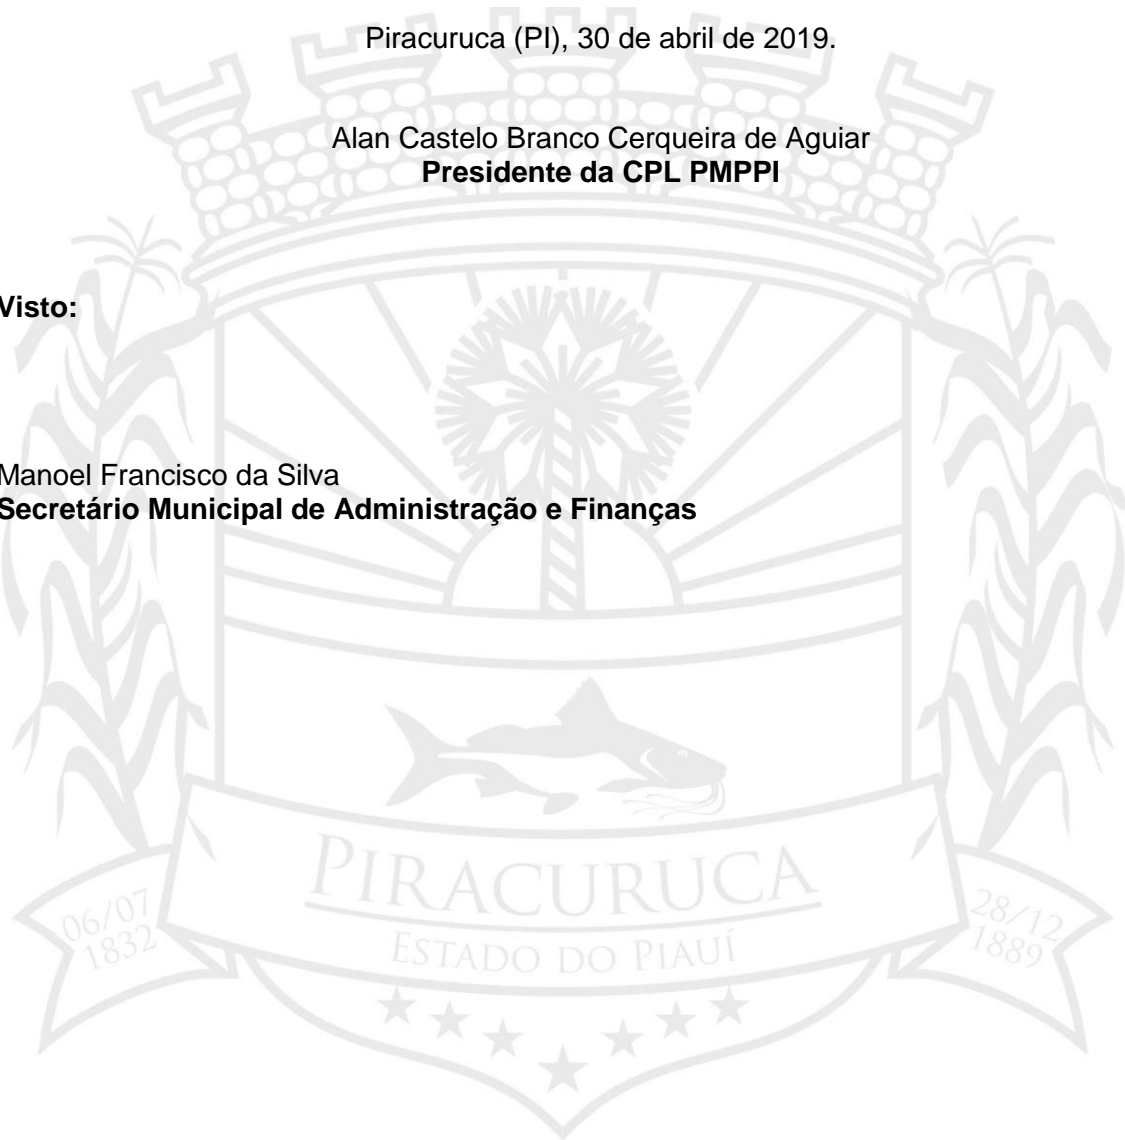 Piracuruca (PI), 30 de abril de 2019.
Alan Castelo Branco Cerqueira de Aguiar
Presidente da CPL PMPPI
Visto:
Manoel Francisco da Silva
Secretário Municipal de Administração e Finanças
PIRACURUCA
06/07
1832
ESTADO DO PIAUÍ
28/12
1889